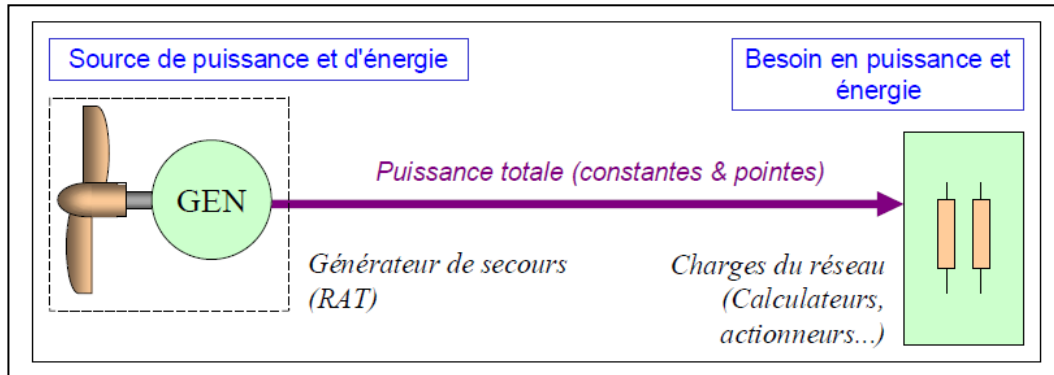 Source de puissance et d'énergie
Besoin en puissance et
énergie
GEN
Puissance totale (constantes & pointes)
Générateur de secours
(RAT)
Charges du réseau
(Calculateurs,
actionneurs...)